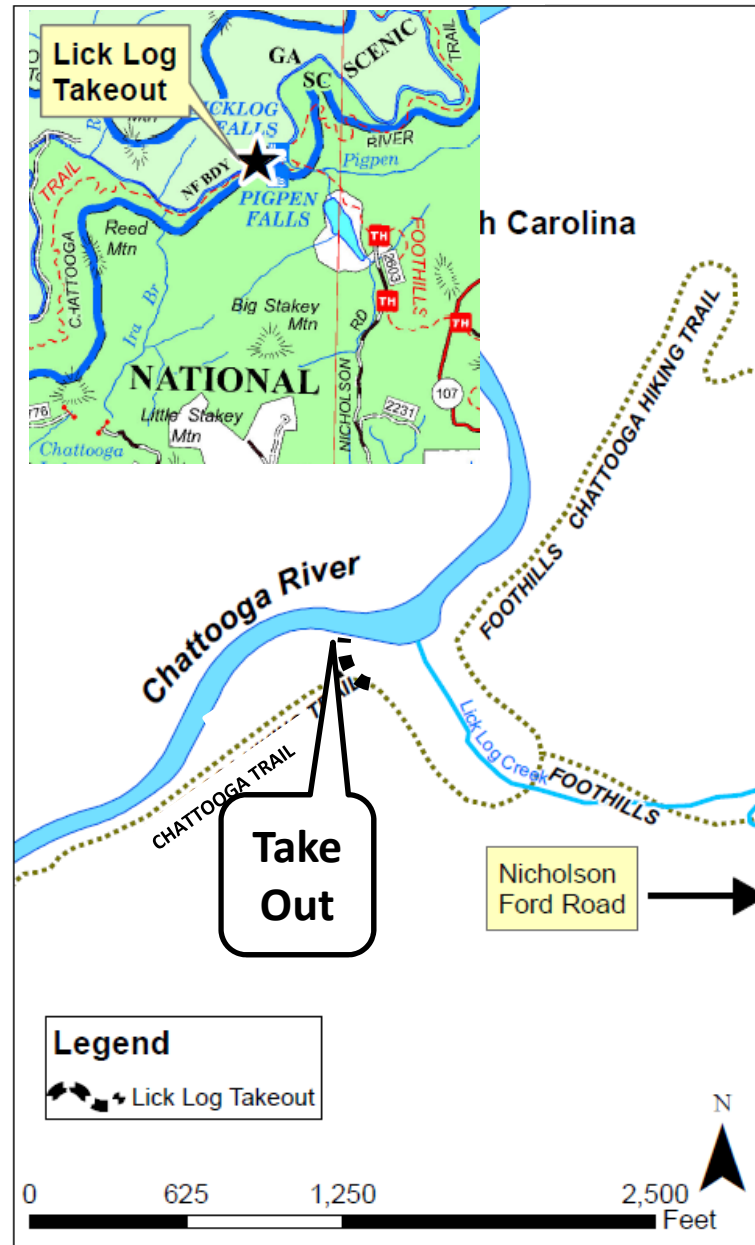 Lick Log
Takeout
GA
SC
SCENIC
TRAIL
FALLS
RIVER
Pigpen
NF BDY
PIGPEN
FALLS
TRAIL
CHATTOOGA
Reed
Mtn
TH
2603
FOOTHILLS
TH
TH
Ira Br
Big Stakey
Mtn
RD
NATIONAL
NICHOLSON
107
2231
776
Little Stakey
Mtn
Chattooga
h Carolina
CHATTOOGA HIKING TRAIL
FOOTHILLS
Chattooga River
TRAIL
Lick Log Creek
FOOTHILLS
CHATTOOGA TRAIL
Take
Out
Nicholson
Ford Road
Legend
Lick Log Takeout
N
0 625 1,250 2,500
Feet